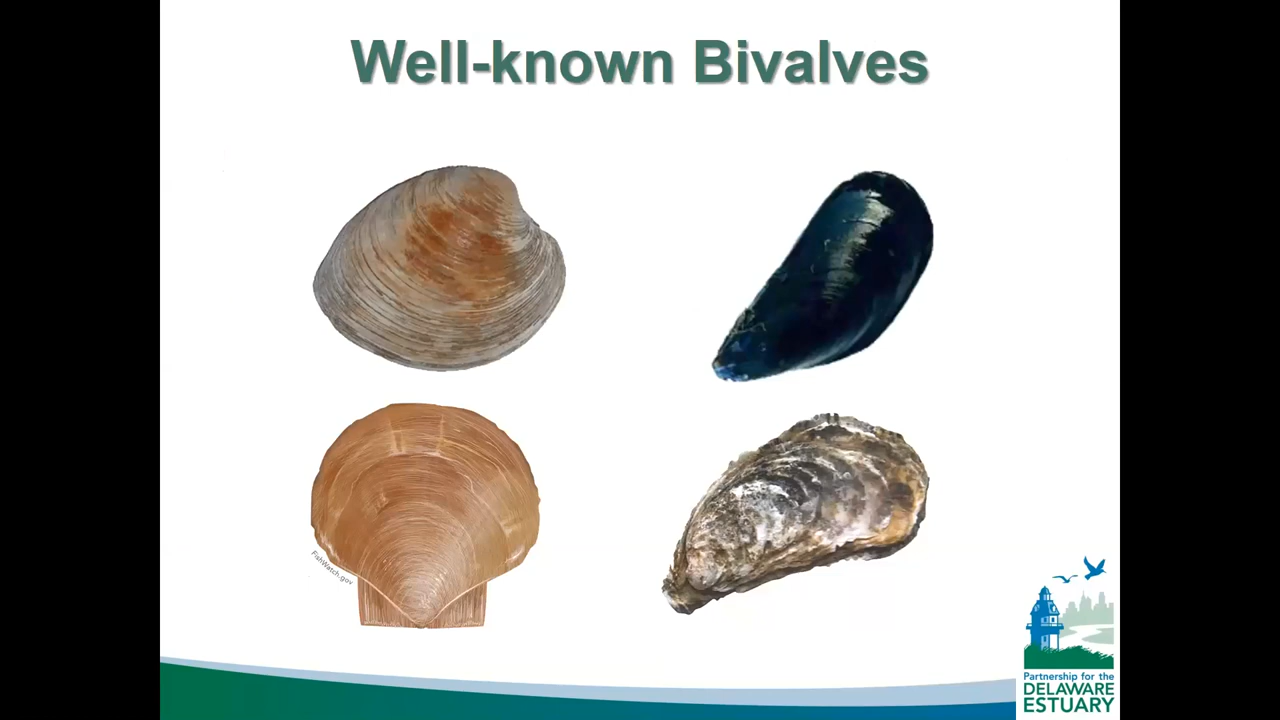 Well-known Bivalves
FishWatch.gov
Partnership for the
DELAWARE
ESTUARY